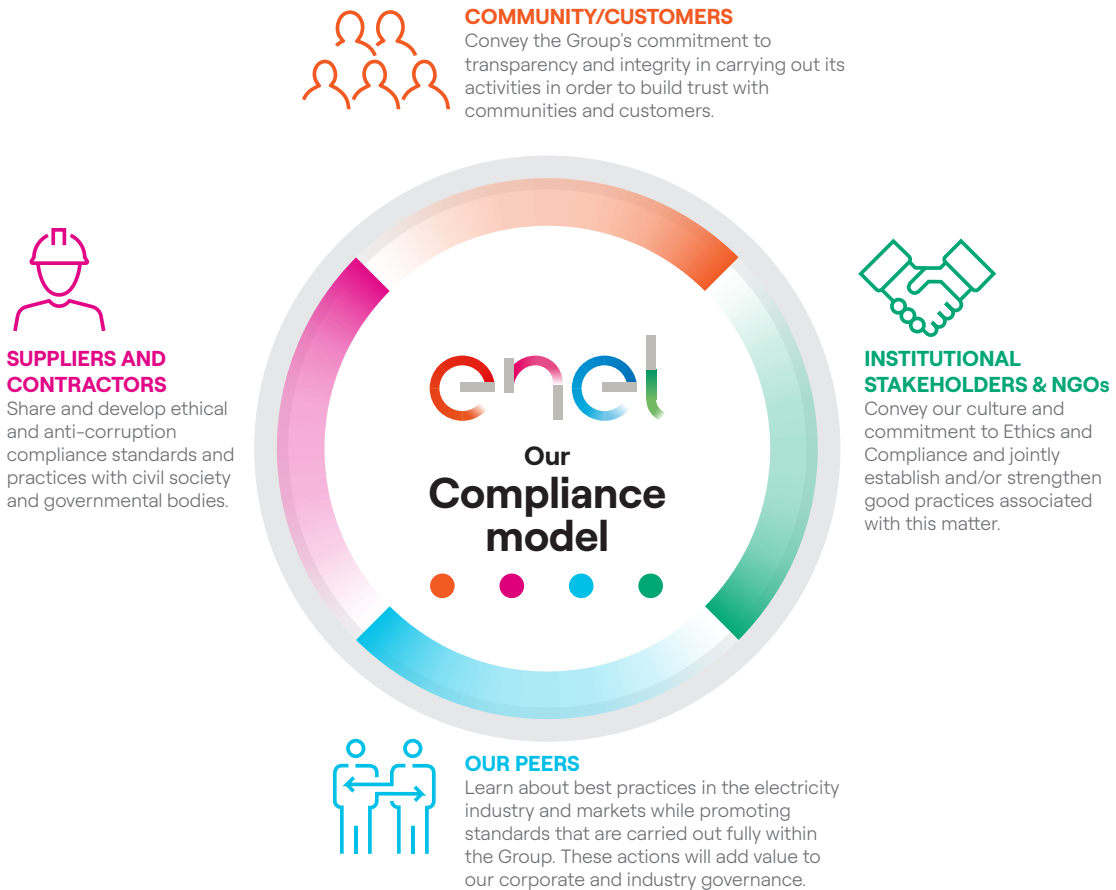 COMMUNITY/CUSTOMERS
Convey the Group's commitment to
transparency and integrity in carrying out its
activities in order to build trust with
communities and customers.
SUPPLIERS AND
CONTRACTORS
Share and develop ethical
and anti-corruption
compliance standards and
practices with civil society
and governmental bodies.
enel
Our
Compliance
model
INSTITUTIONAL
STAKEHOLDERS & NGOs
Convey our culture and
commitment to Ethics and
Compliance and jointly
establish and/or strengthen
good practices associated
with this matter.
OUR PEERS
Learn about best practices in the electricity
industry and markets while promoting
standards that are carried out fully within
the Group. These actions will add value to
our corporate and industry governance.